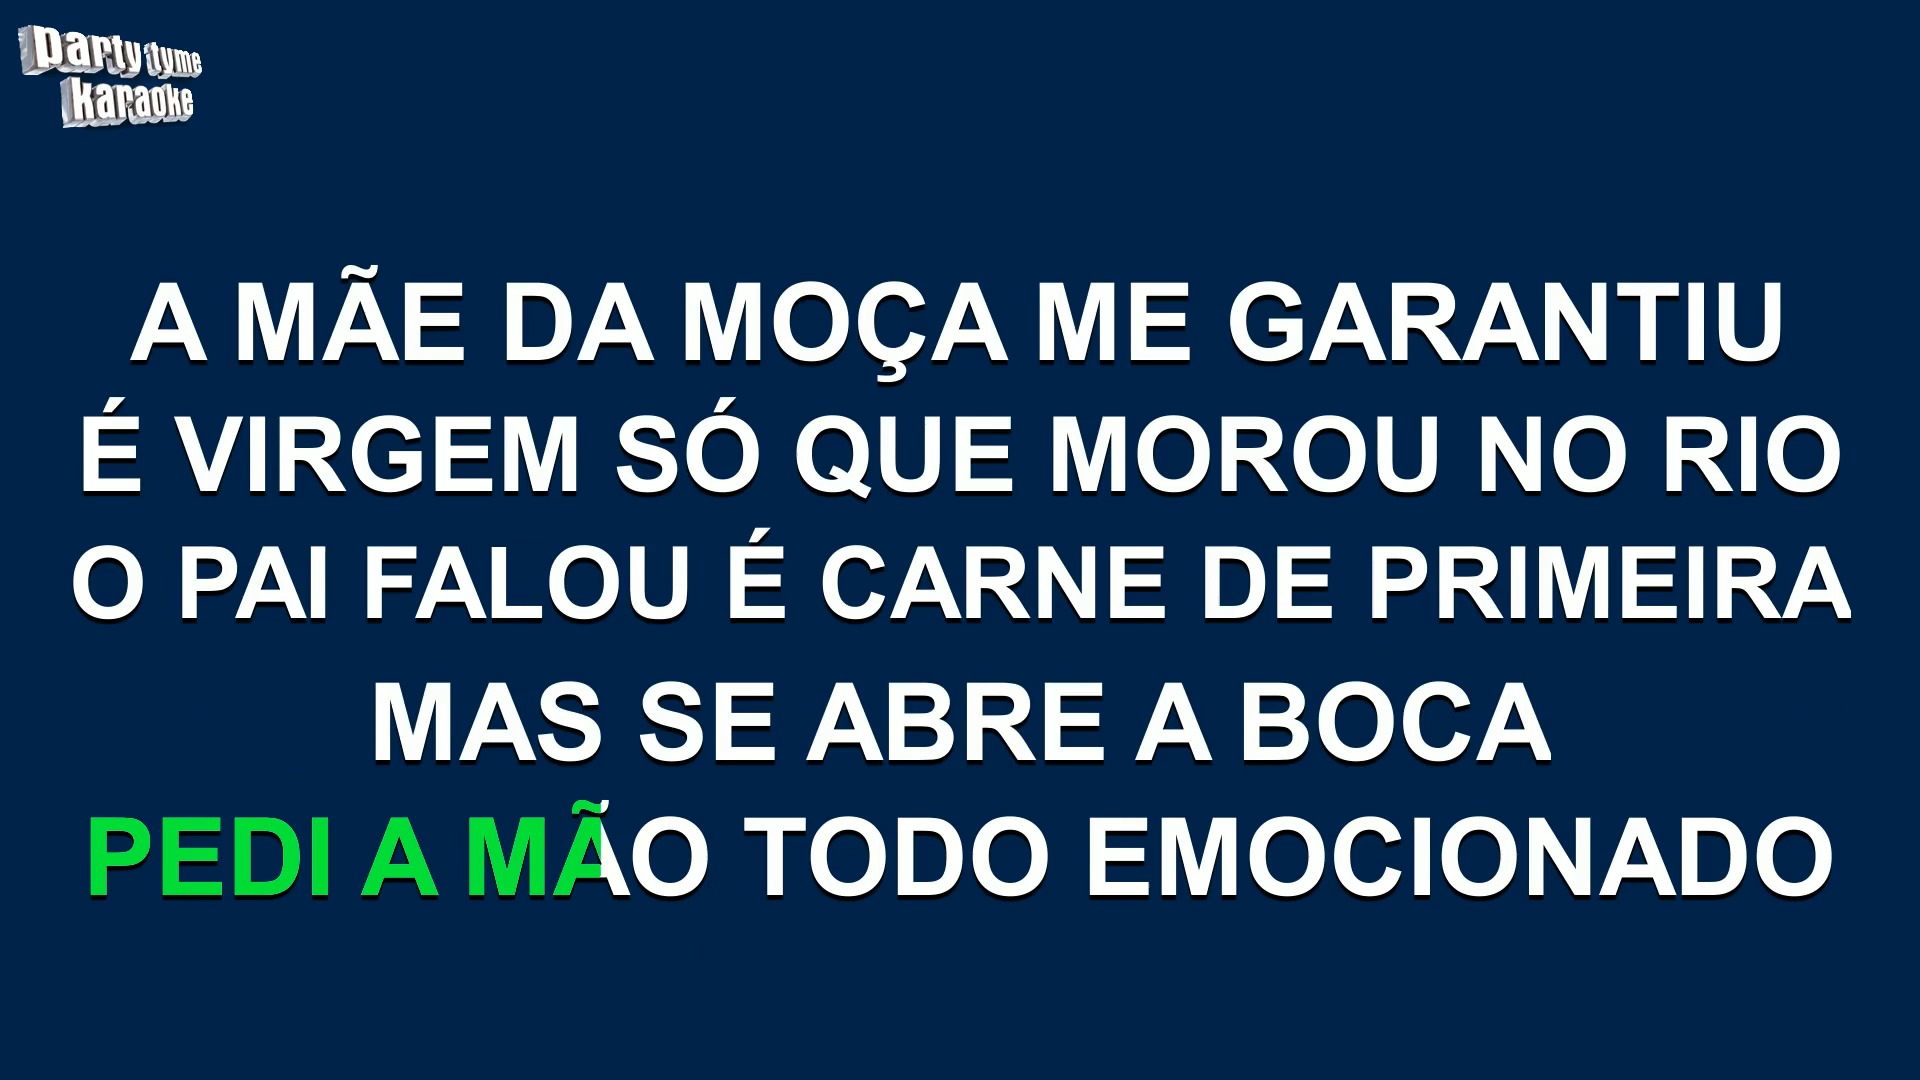 party tyme
karaoke
A MÃE DA MOÇA ME GARANTIU
É VIRGEM SÓ QUE MOROU NO RIO
O PAI FALOU É CARNE DE PRIMEIRA
MAS SE ABRE A BOCA
PEDI A MÃO TODO EMOCIONADO